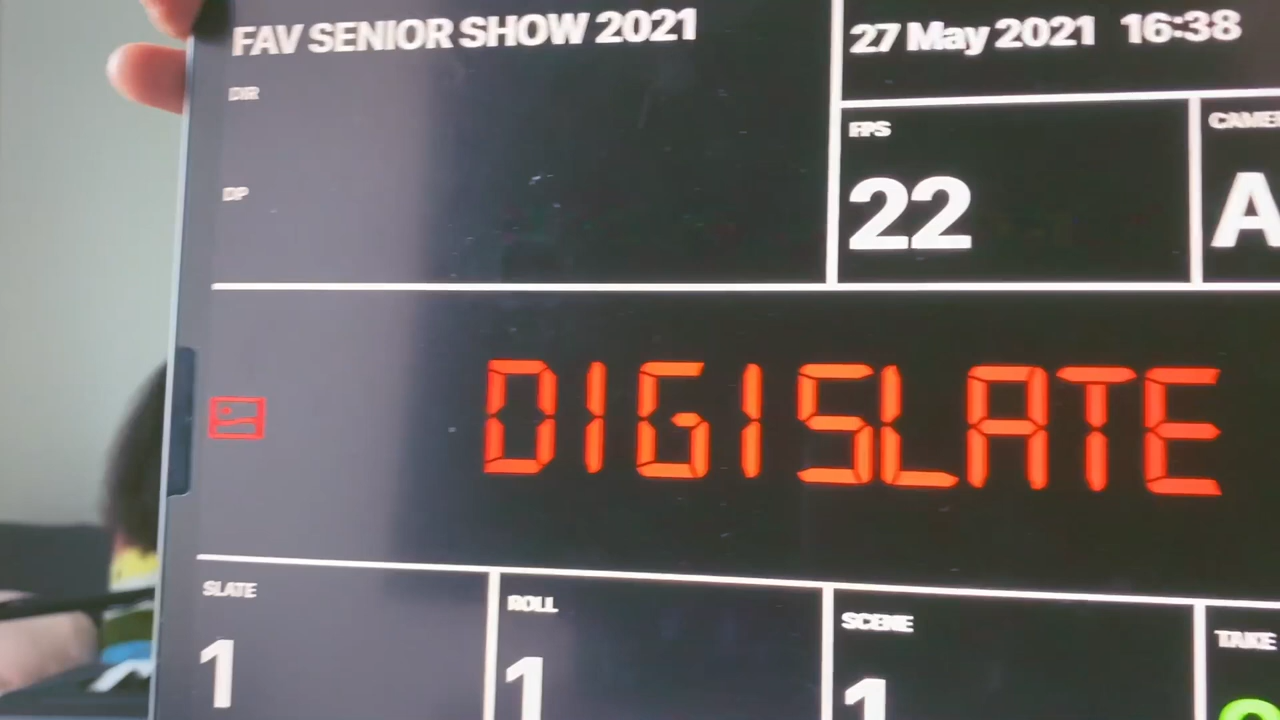 FAV SENIOR SHOW 2021
27 May 2021 16:38
DIR
DP
FPS
22
A
DIGISLATE
SLATE
1
ROLL
1
SCENE
1
TAKE